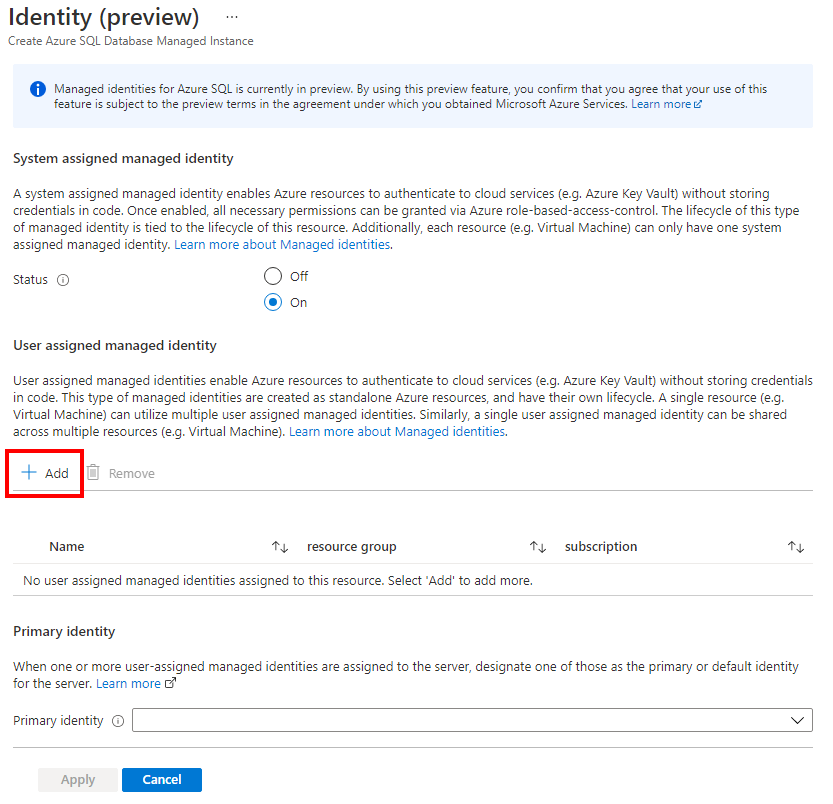 Identity (preview) ...
Create Azure SQL Database Managed Instance
Managed identities for Azure SQL is currently in preview. By using this preview feature, you confirm that you agree that your use of this
feature is subject to the preview terms in the agreement under which you obtained Microsoft Azure Services. Learn more
System assigned managed identity
A system assigned managed identity enables Azure resources to authenticate to cloud services (e.g. Azure Key Vault) without storing
credentials in code. Once enabled, all necessary permissions can be granted via Azure role-based-access-control. The lifecycle of this type
of managed identity is tied to the lifecycle of this resource. Additionally, each resource (e.g. Virtual Machine) can only have one system
assigned managed identity. Learn more about Managed identities.
Status
Off
On
User assigned managed identity
User assigned managed identities enable Azure resources to authenticate to cloud services (e.g. Azure Key Vault) without storing credentials
in code. This type of managed identities are created as standalone Azure resources, and have their own lifecycle. A single resource (e.g.
Virtual Machine) can utilize multiple user assigned managed identities. Similarly, a single user assigned managed identity can be shared
across multiple resources (e.g. Virtual Machine). Learn more about Managed identities.
Add Remove
Name resource group subscription
No user assigned managed identities assigned to this resource. Select 'Add' to add more.
Primary identity
When one or more user-assigned managed identities are assigned to the server, designate one of those as the primary or default identity
for the server. Learn more
Primary identity
Apply Cancel